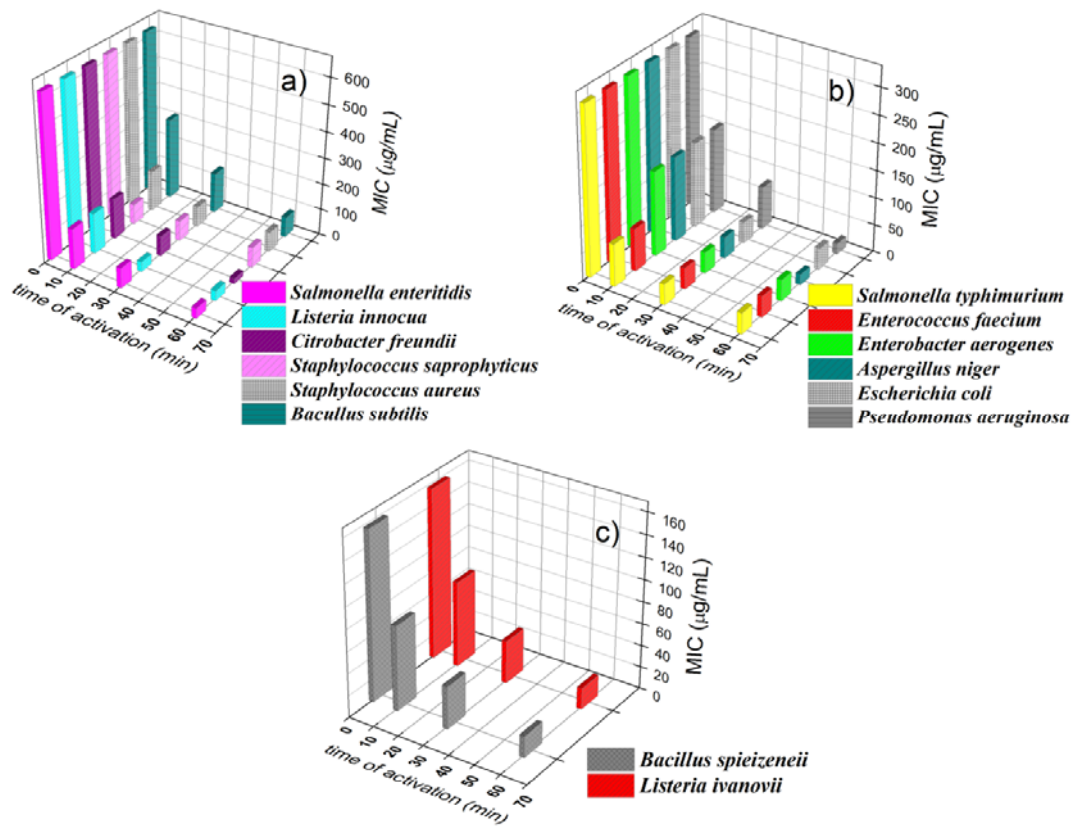 a)
600
500
400
300
200
100
0
MIC (µg/mL)
0
10
20
30
40
50
60
70
time of activation (min)
Salmonella enteritidis
Listeria innocua
Citrobacter freundii
Staphylococcus saprophyticus
Staphylococcus aureus
Bacullus subtilis
b)
300
250
200
150
100
50
0
MIC (µg/mL)
0
10
20
30
40
50
60
70
time of activation (min)
Salmonella typhimurium
Enterococcus faecium
Enterobacter aerogenes
Aspergillus niger
Escherichia coli
Pseudomonas aeruginosa
c)
160
140
120
100
80
60
40
20
0
MIC (µg/mL)
0
10
20
30
40
50
60
70
time of activation (min)
Bacillus spieizeneii
Listeria ivanovii